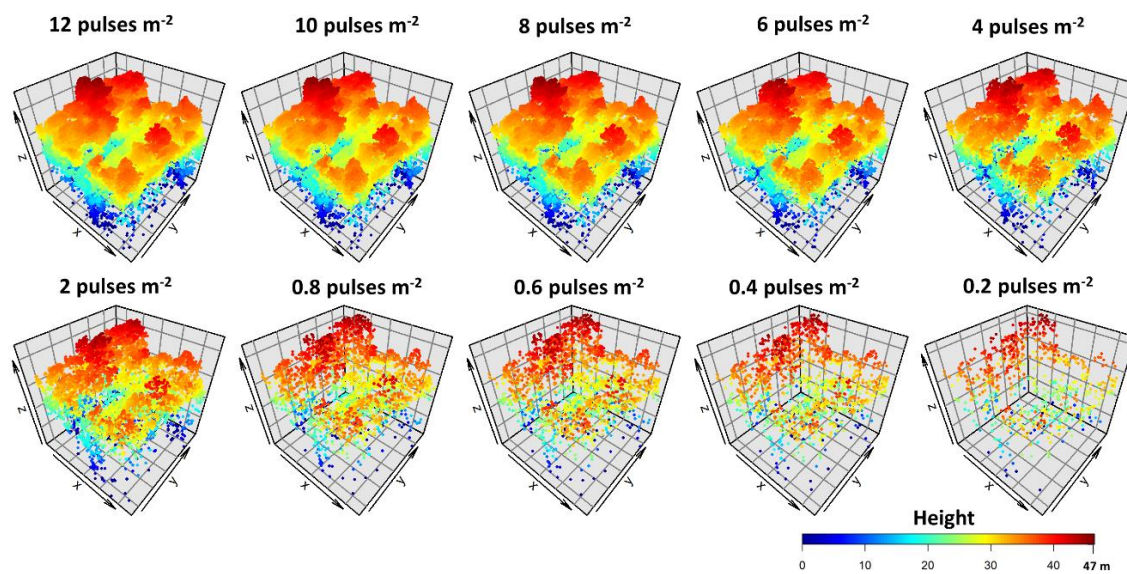 12 pulses m⁻² 10 pulses m⁻² 8 pulses m⁻² 6 pulses m⁻² 4 pulses m⁻²
z x y z x y z x y z x y z x y
2 pulses m⁻² 0.8 pulses m⁻² 0.6 pulses m⁻² 0.4 pulses m⁻² 0.2 pulses m⁻²
z x y z x y z x y z x y z x y
Height
0 10 20 30 40 47 m